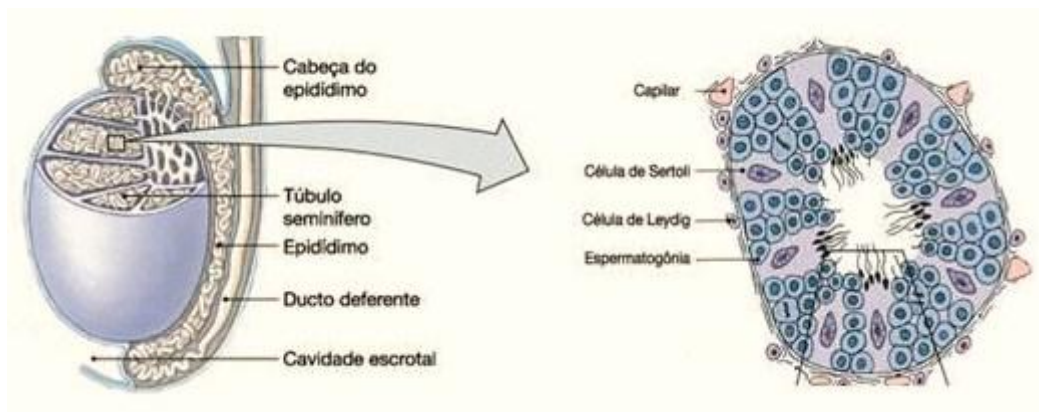 Cabeça do
epidídimo
Túbulo
seminífero
Epidídimo
Ducto deferente
Cavidade escrotal
Capilar
Célula de Sertoli
Célula de Leydig
Espermatogônia